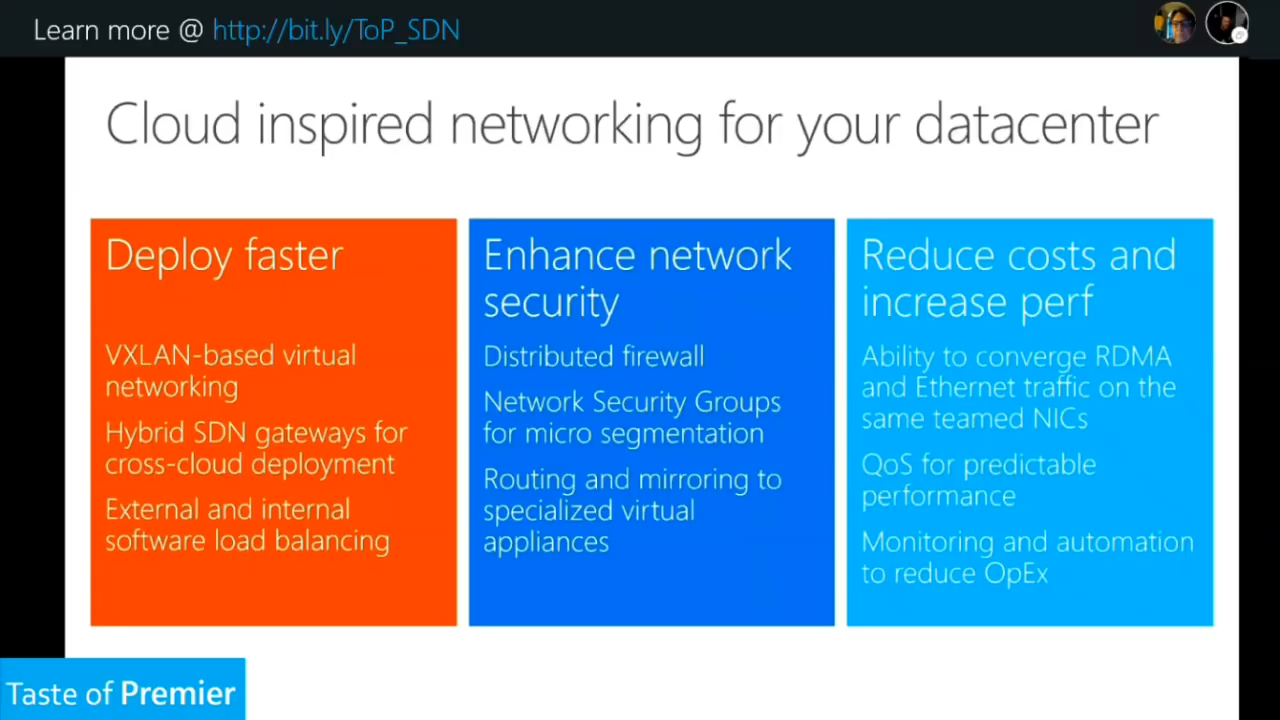 Learn more @ http://bit.ly/ToP_SDN
Cloud inspired networking for your datacenter
Deploy faster
VXLAN-based virtual
networking
Hybrid SDN gateways for
cross-cloud deployment
External and internal
software load balancing
Enhance network
security
Distributed firewall
Network Security Groups
for micro segmentation
Routing and mirroring to
specialized virtual
appliances
Reduce costs and
increase perf
Ability to converge RDMA
and Ethernet traffic on the
same teamed NICs
QoS for predictable
performance
Monitoring and automation
to reduce OpEx
Taste of Premier